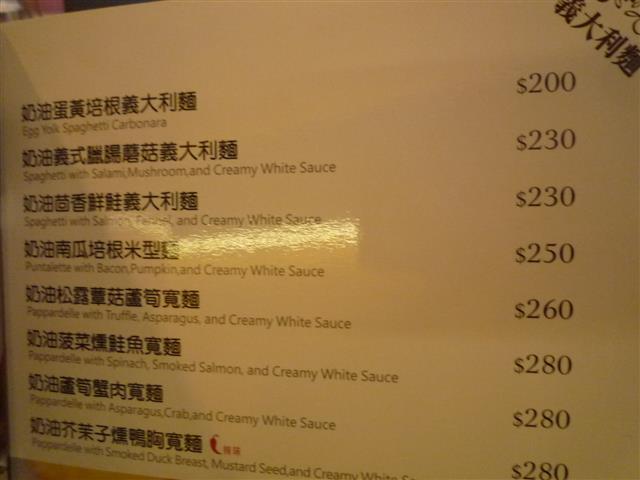 義大利麵
奶油蛋黃培根義大利麵 $200
Egg Yolk Spaghetti Carbonara
奶油義式臘腸蘑菇義大利麵 $230
Spaghetti with Salami,Mushroom,and Creamy White Sauce
奶油茴香鮮鮭義大利麵 $230
Spaghetti with Salmon, Fennel, and Creamy White Sauce
奶油南瓜培根米型麵 $250
Puntalette with Bacon,Pumpkin,and Creamy White Sauce
奶油松露蕈菇蘆筍寬麵 $260
Pappardelle with Truffle, Asparagus, and Creamy White Sauce
奶油菠菜燻鮭魚寬麵 $280
Pappardelle with Spinach, Smoked Salmon, and Creamy White Sauce
奶油蘆筍蟹肉寬麵 $280
Pappardelle with Asparagus,Crab,and Creamy White Sauce
奶油芥茉子燻鴨胸寬麵 辣味 $280
Pappardelle with Smoked Duck Breast, Mustard Seed,and Creamy White